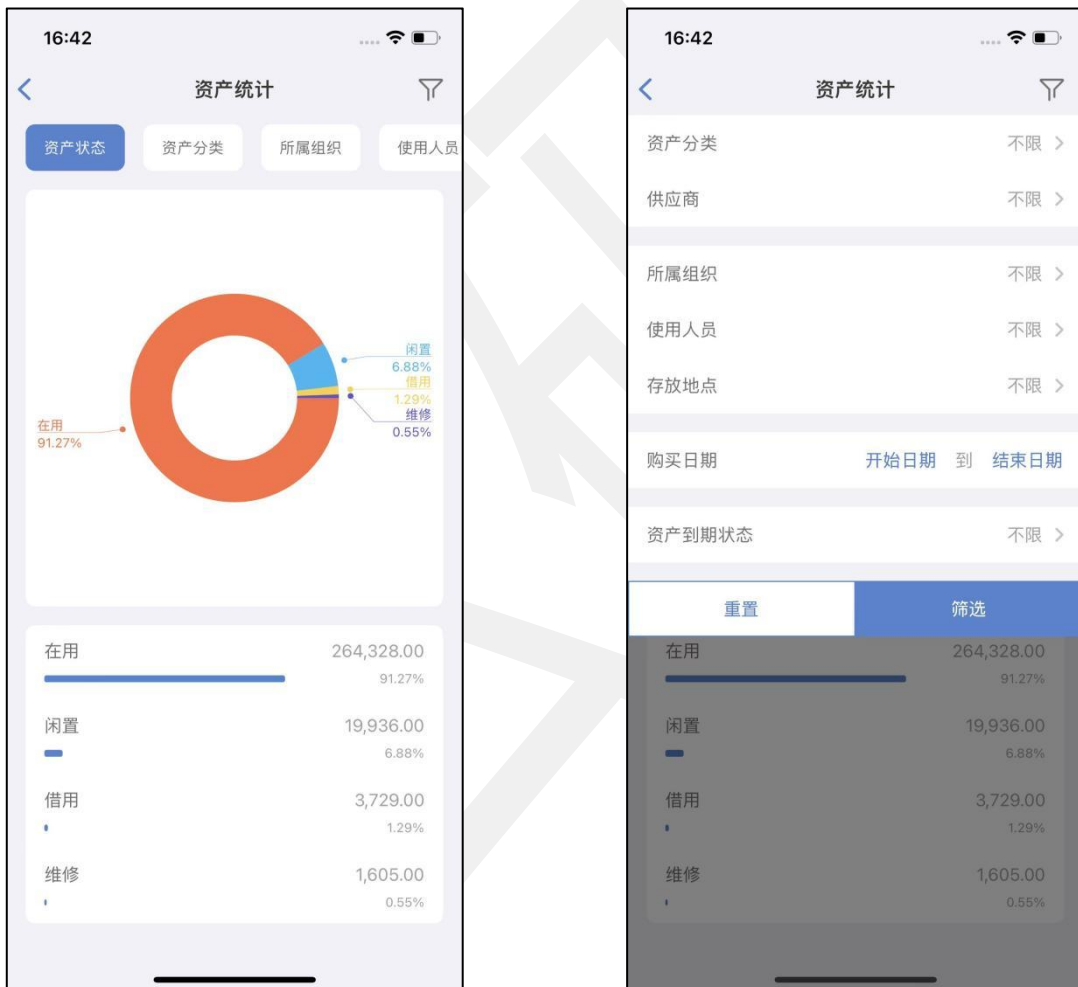 16:42
资产统计
资产状态 资产分类 所属组织 使用人员
闲置
6.88%
借用
1.29%
维修
0.55%
在用
91.27%
在用 264,328.00
91.27%
闲置 19,936.00
6.88%
借用 3,729.00
1.29%
维修 1,605.00
0.55%
16:42
资产统计
资产分类 不限
供应商 不限
所属组织 不限
使用人员 不限
存放地点 不限
购买日期 开始日期 到 结束日期
资产到期状态 不限
重置 筛选
在用 264,328.00
91.27%
闲置 19,936.00
6.88%
借用 3,729.00
1.29%
维修 1,605.00
0.55%